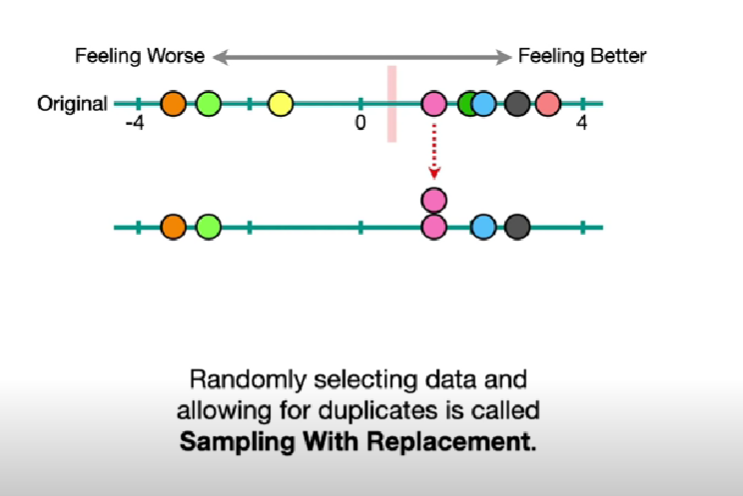 Feeling Worse Feeling Better
Original
-4 0 4
Randomly selecting data and
allowing for duplicates is called
Sampling With Replacement.